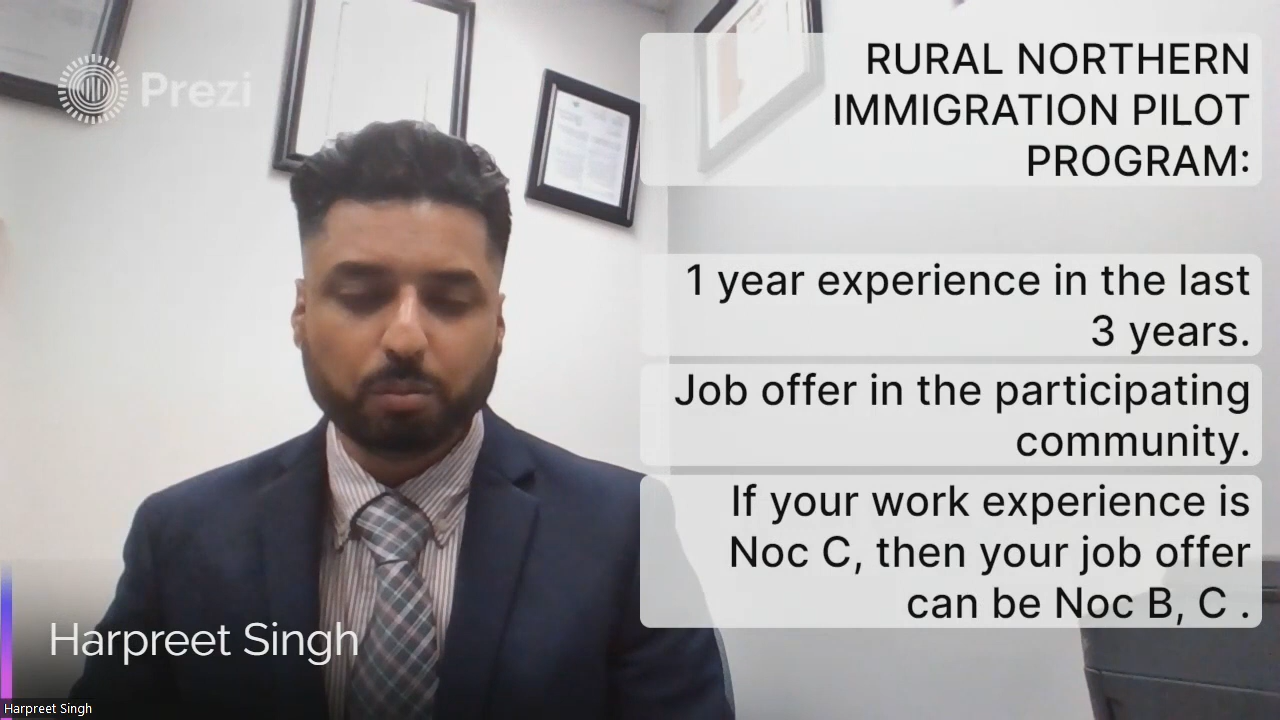 Prezi
RURAL NORTHERN
IMMIGRATION PILOT
PROGRAM:
1 year experience in the last
3 years.
Job offer in the participating
community.
If your work experience is
Noc C, then your job offer
can be Noc B, C .
Harpreet Singh
Harpreet Singh